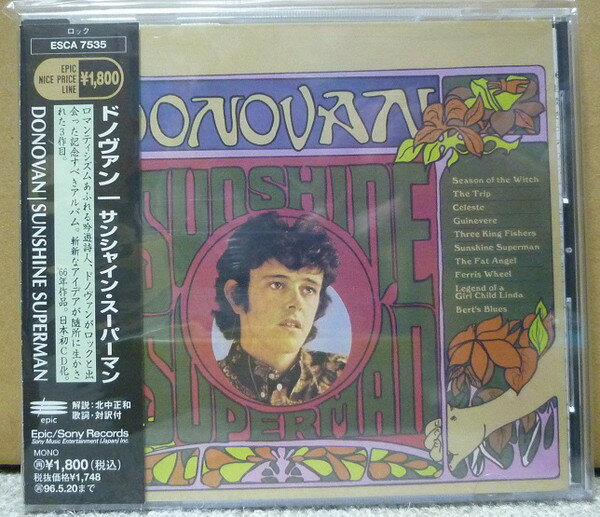 ロック
ESCA 7535
EPIC
NICE PRICE
LINE
¥1,800
ドノヴァン|サンシャイン・スーパーマン
DONOVAN|SUNSHINE SUPERMAN
ロマンティシズムあふれる吟遊詩人、ドノヴァンがロックと出
会った記念すべきアルバム。斬新なアイデアが随所に生かさ
れた3作目。
'66年作品。日本初CD化。
epic
解説:北中正和
歌詞・対訳付
Epic/Sony Records
Sony Music Entertainment (Japan) Inc.
MONO
¥1,800(税込)
税抜価格¥1,748
96.5.20まで
DONOVAN
SUNSHINE
SUPERMAN
Season of the Witch
The Trip
Celeste
Guinevere
Three King Fishers
Sunshine Superman
The Fat Angel
Ferris Wheel
Legend of a
Girl Child Linda
Bert's Blues